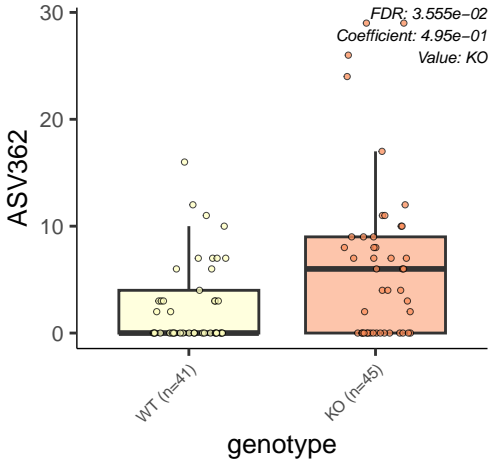 FDR: 3.555e−02
Coefficient: 4.95e−01
Value: KO
30
20
10
0
ASV362
WT (n=41)
KO (n=45)
genotype